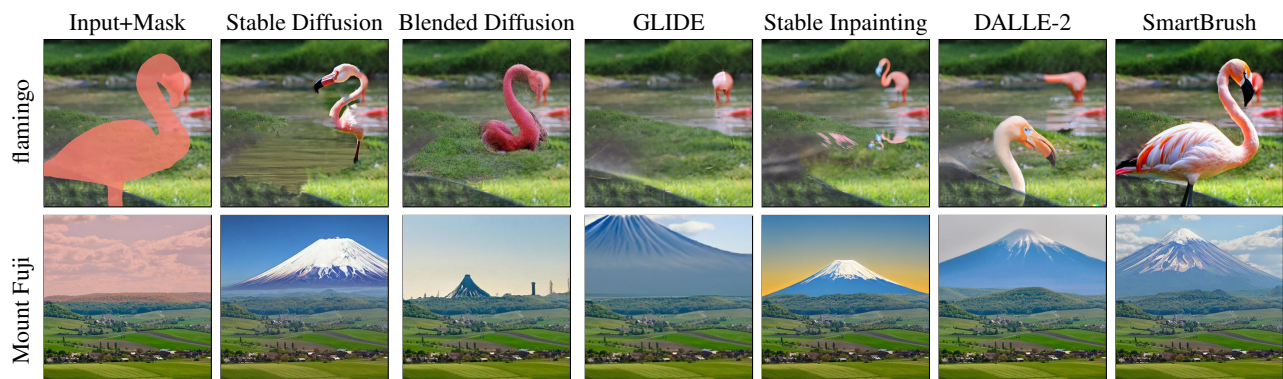 Input+Mask Stable Diffusion Blended Diffusion GLIDE Stable Inpainting DALLE-2 SmartBrush
flamingo
Mount Fuji